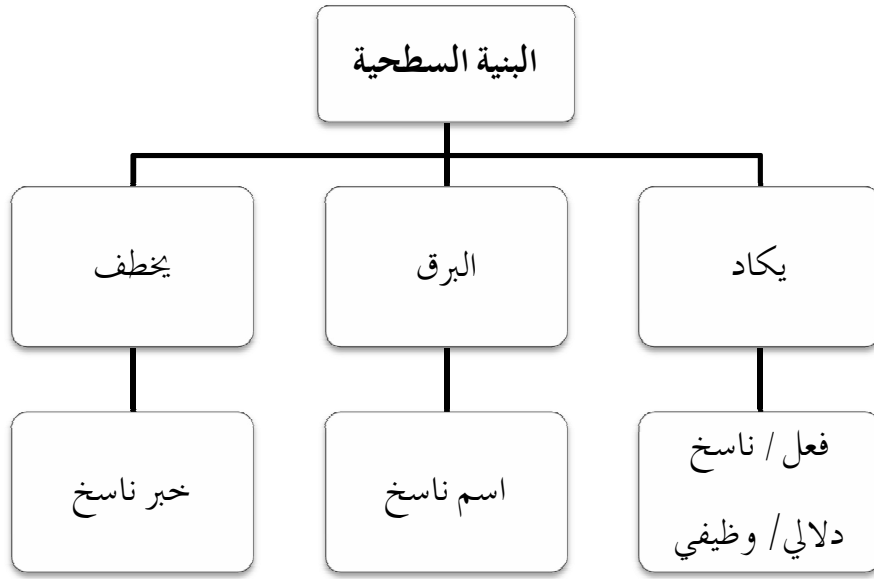 البنية السطحية
يكاد
البرق
يخطف
فعل / ناسخ
دلالي/ وظيفي
اسم ناسخ
خبر ناسخ